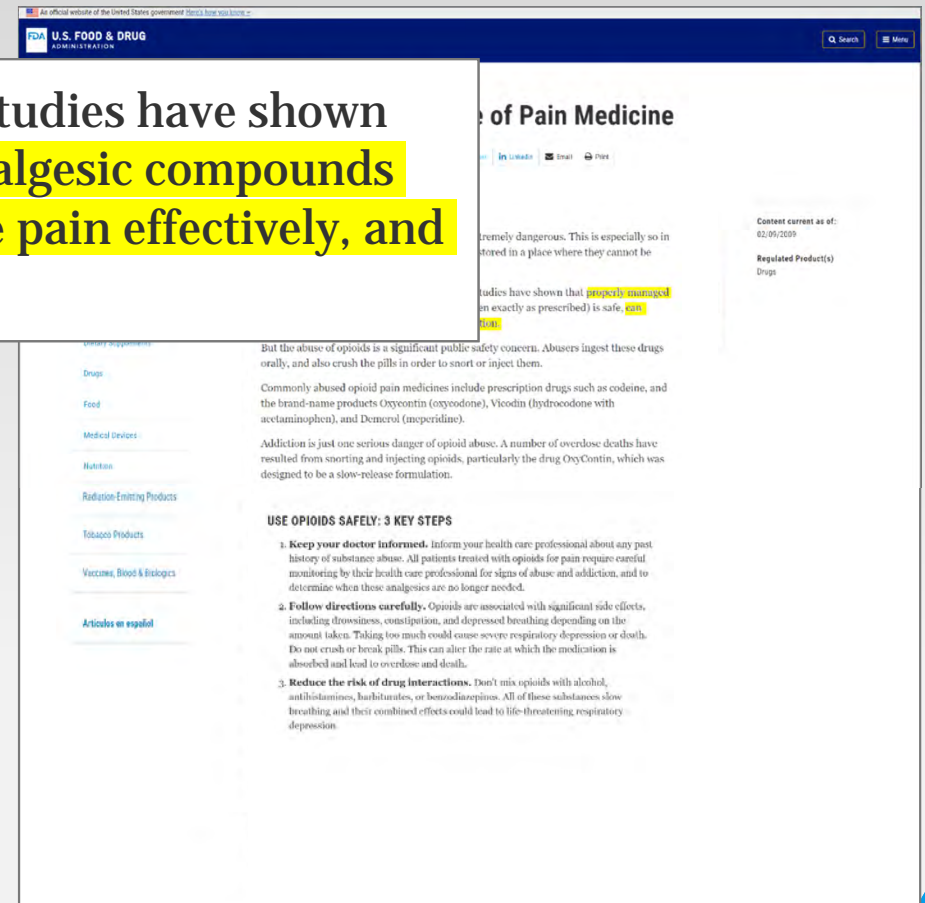 An official website of the United States government Here's how you know
FDA U.S. FOOD & DRUG
ADMINISTRATION
Search
Menu
tudies have shown
algesic compounds
e pain effectively, and
of Pain Medicine
in LinkedIn Email Print
Content current as of:
02/09/2009
Regulated Product(s)
Drugs
tremely dangerous. This is especially so in
stored in a place where they cannot be
tudies have shown that properly managed
en exactly as prescribed) is safe, can
tion.
Dietary Supplements
Drugs
Food
Medical Devices
Nutrition
Radiation-Emitting Products
Tobacco Products
Vaccines, Blood & Biologics
Articulos en español
But the abuse of opioids is a significant public safety concern. Abusers ingest these drugs
orally, and also crush the pills in order to snort or inject them.
Commonly abused opioid pain medicines include prescription drugs such as codeine, and
the brand-name products Oxycontin (oxycodone), Vicodin (hydrocodone with
acetaminophen), and Demerol (meperidine).
Addiction is just one serious danger of opioid abuse. A number of overdose deaths have
resulted from snorting and injecting opioids, particularly the drug OxyContin, which was
designed to be a slow-release formulation.
USE OPIOIDS SAFELY: 3 KEY STEPS
1. Keep your doctor informed. Inform your health care professional about any past
history of substance abuse. All patients treated with opioids for pain require careful
monitoring by their health care professional for signs of abuse and addiction, and to
determine when these analgesics are no longer needed.
2. Follow directions carefully. Opioids are associated with significant side effects,
including drowsiness, constipation, and depressed breathing depending on the
amount taken. Taking too much could cause severe respiratory depression or death.
Do not crush or break pills. This can alter the rate at which the medication is
absorbed and lead to overdose and death.
3. Reduce the risk of drug interactions. Don't mix opioids with alcohol,
antihistamines, barbiturates, or benzodiazepines. All of these substances slow
breathing and their combined effects could lead to life-threatening respiratory
depression.